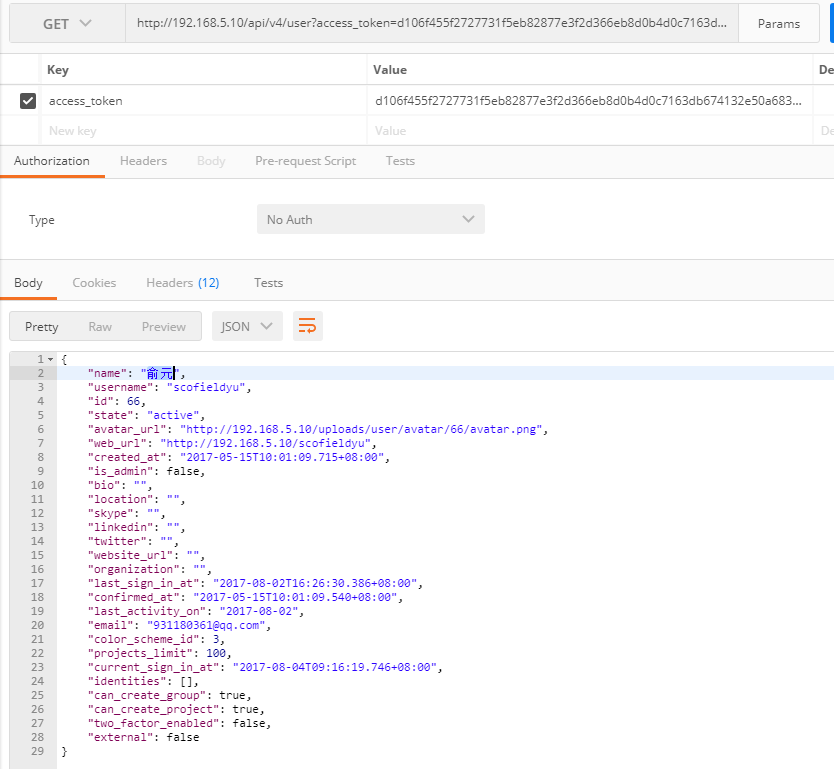 GET http://192.168.5.10/api/v4/user?access_token=d106f455f2727731f5eb82877e3f2d366eb8d0b4d0c7163d... Params
Key Value De
access_token d106f455f2727731f5eb82877e3f2d366eb8d0b4d0c7163db674132e50a683...
New key Value De
Authorization Headers Body Pre-request Script Tests
Type No Auth
Body Cookies Headers (12) Tests
Pretty Raw Preview JSON
1 {
2 "name": "俞元",
3 "username": "scofieldyu",
4 "id": 66,
5 "state": "active",
6 "avatar_url": "http://192.168.5.10/uploads/user/avatar/66/avatar.png",
7 "web_url": "http://192.168.5.10/scofieldyu",
8 "created_at": "2017-05-15T10:01:09.715+08:00",
9 "is_admin": false,
10 "bio": "",
11 "location": "",
12 "skype": "",
13 "linkedin": "",
14 "twitter": "",
15 "website_url": "",
16 "organization": "",
17 "last_sign_in_at": "2017-08-02T16:26:30.386+08:00",
18 "confirmed_at": "2017-05-15T10:01:09.540+08:00",
19 "last_activity_on": "2017-08-02",
20 "email": "931180361@qq.com",
21 "color_scheme_id": 3,
22 "projects_limit": 100,
23 "current_sign_in_at": "2017-08-04T09:16:19.746+08:00",
24 "identities": [],
25 "can_create_group": true,
26 "can_create_project": true,
27 "two_factor_enabled": false,
28 "external": false
29 }